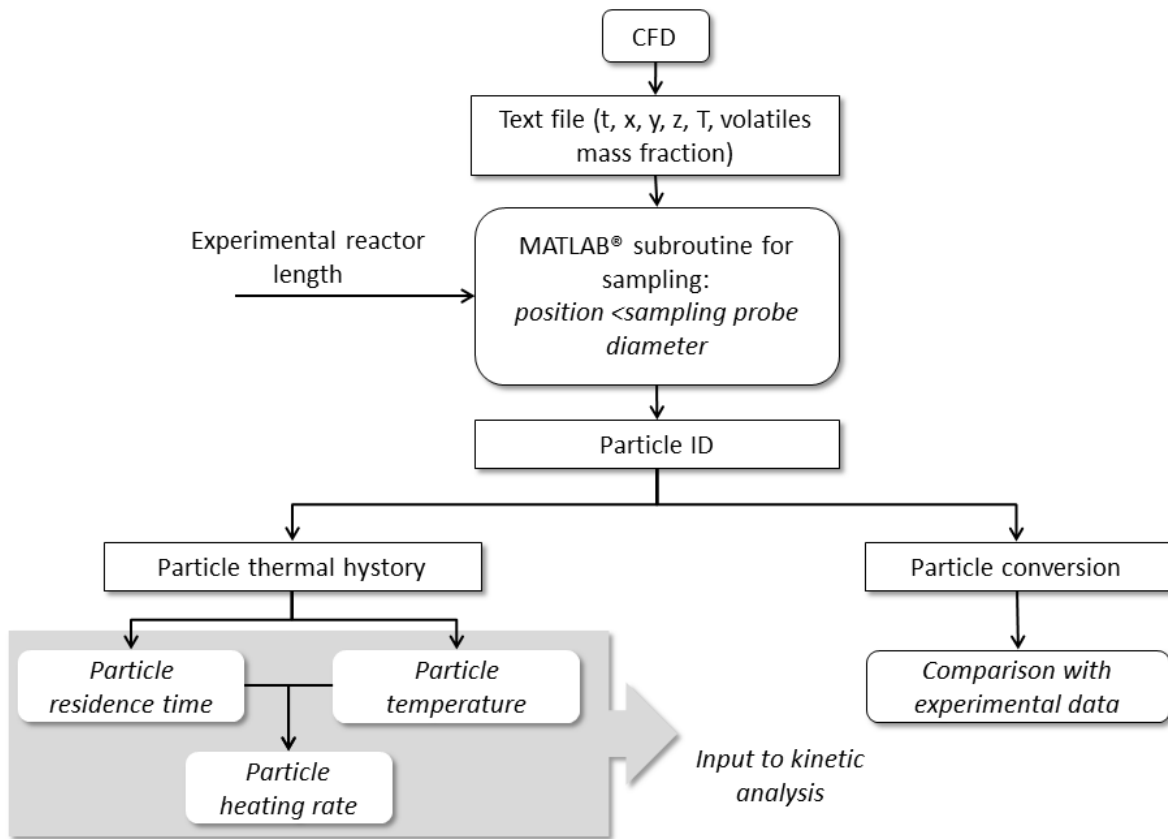 CFD
Text file (t, x, y, z, T, volatiles
mass fraction)
Experimental reactor
length
MATLAB® subroutine for
sampling:
position <sampling probe
diameter
Particle ID
Particle thermal hystory
Particle conversion
Particle
residence time
Particle
temperature
Comparison with
experimental data
Particle
heating rate
Input to kinetic
analysis